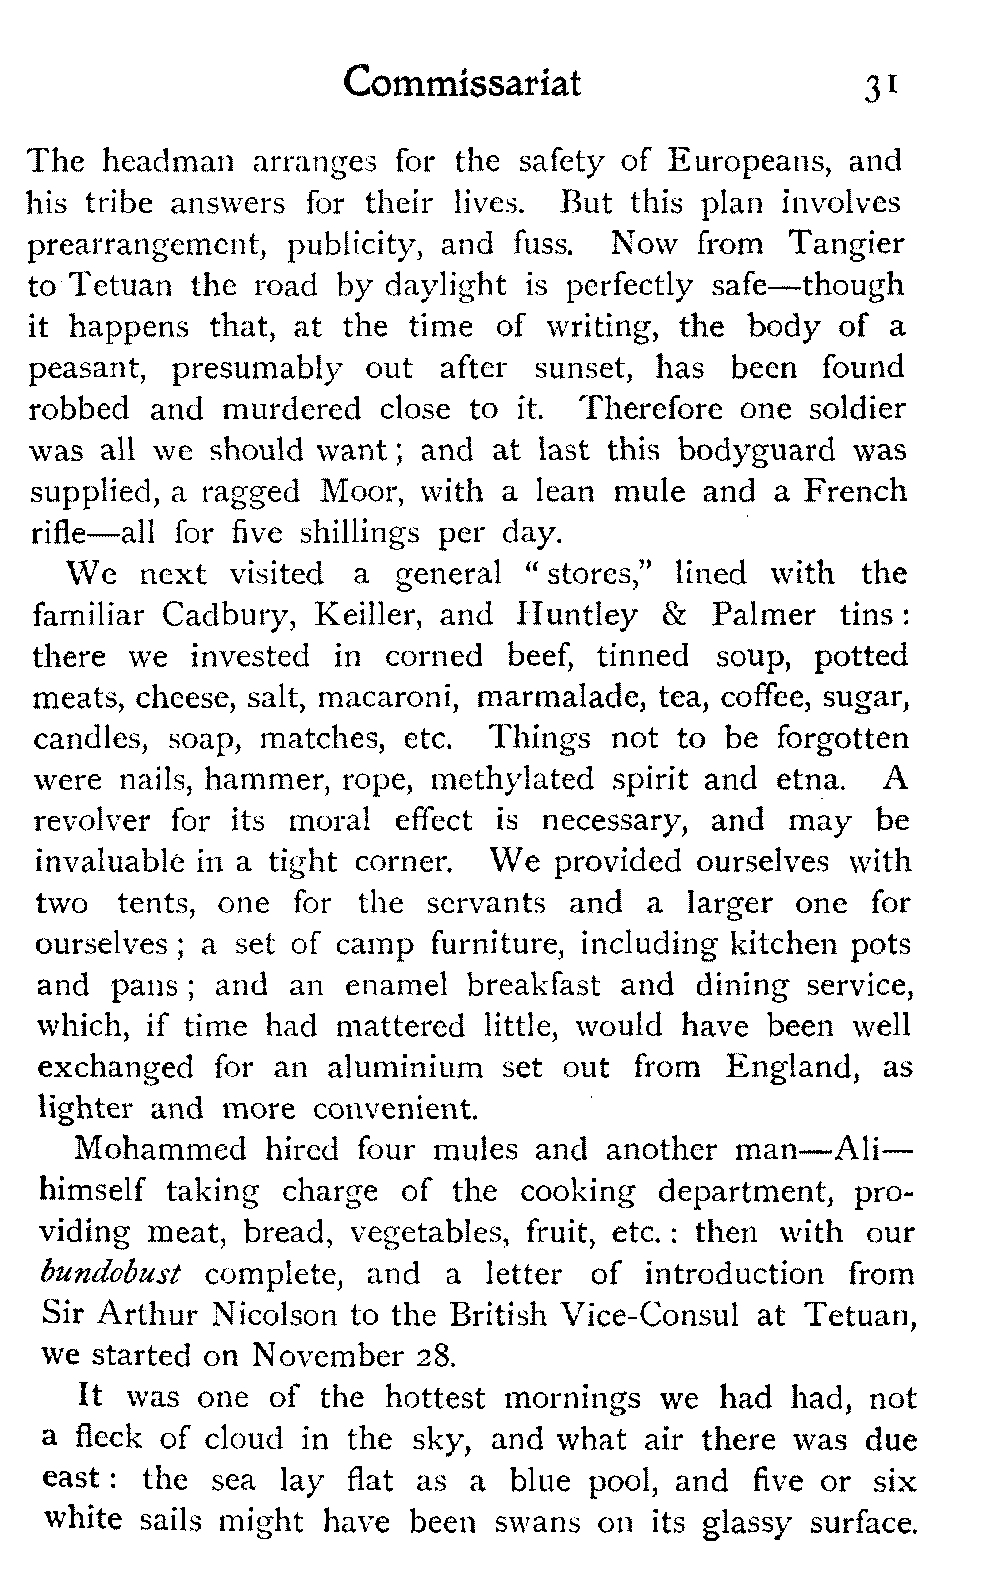 Commissariat 31
The headman arranges for the safety of Europeans, and
his tribe answers for their lives. But this plan involves
prearrangement, publicity, and fuss. Now from Tangier
to Tetuan the road by daylight is perfectly safe—though
it happens that, at the time of writing, the body of a
peasant, presumably out after sunset, has been found
robbed and murdered close to it. Therefore one soldier
was all we should want; and at last this bodyguard was
supplied, a ragged Moor, with a lean mule and a French
rifle—all for five shillings per day.
We next visited a general "stores," lined with the
familiar Cadbury, Keiller, and Huntley & Palmer tins:
there we invested in corned beef, tinned soup, potted
meats, cheese, salt, macaroni, marmalade, tea, coffee, sugar,
candles, soap, matches, etc. Things not to be forgotten
were nails, hammer, rope, methylated spirit and etna. A
revolver for its moral effect is necessary, and may be
invaluable in a tight corner. We provided ourselves with
two tents, one for the servants and a larger one for
ourselves; a set of camp furniture, including kitchen pots
and pans; and an enamel breakfast and dining service,
which, if time had mattered little, would have been well
exchanged for an aluminium set out from England, as
lighter and more convenient.
Mohammed hired four mules and another man—Ali—
himself taking charge of the cooking department, pro-
viding meat, bread, vegetables, fruit, etc.: then with our
bundobust complete, and a letter of introduction from
Sir Arthur Nicolson to the British Vice-Consul at Tetuan,
we started on November 28.
It was one of the hottest mornings we had had, not
a fleck of cloud in the sky, and what air there was due
east: the sea lay flat as a blue pool, and five or six
white sails might have been swans on its glassy surface.